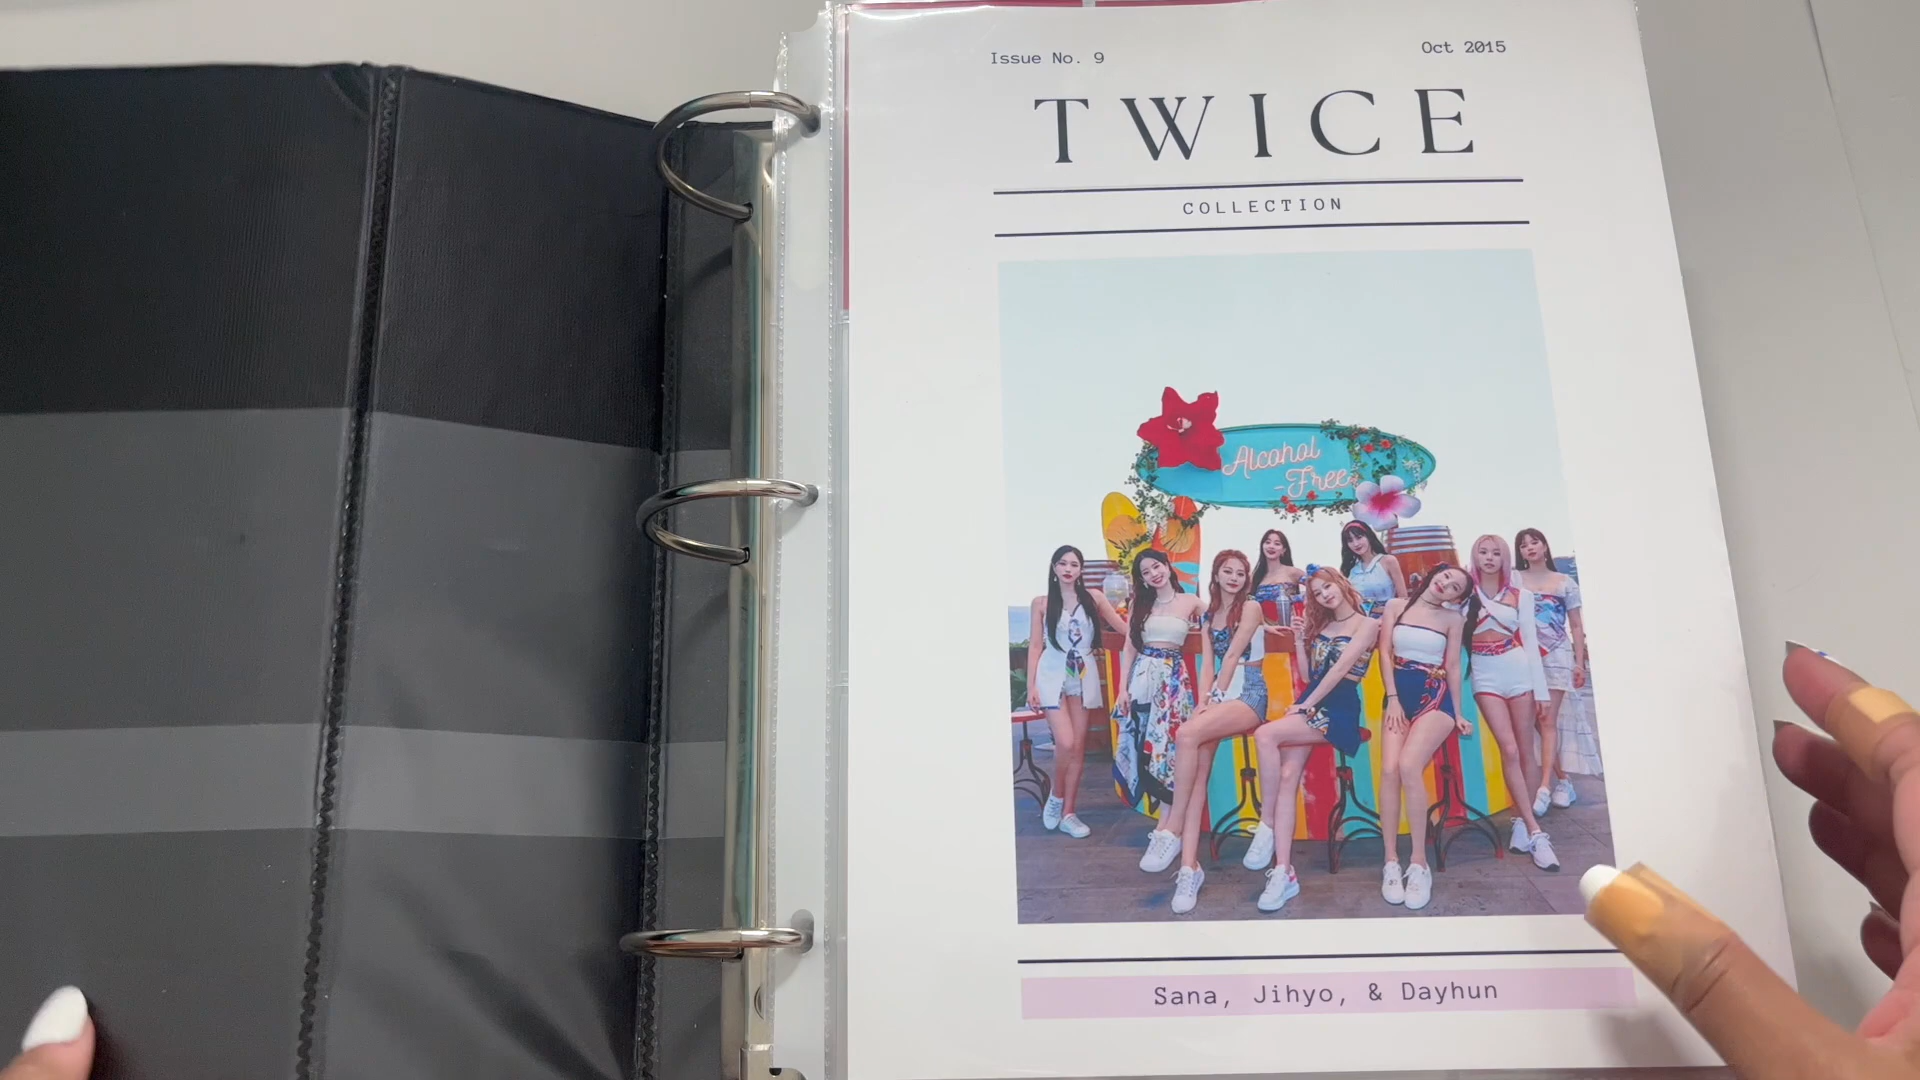 Issue No. 9
Oct 2015
TWICE
COLLECTION
Alcohol
-Free
Sana, Jihyo, & Dayhun